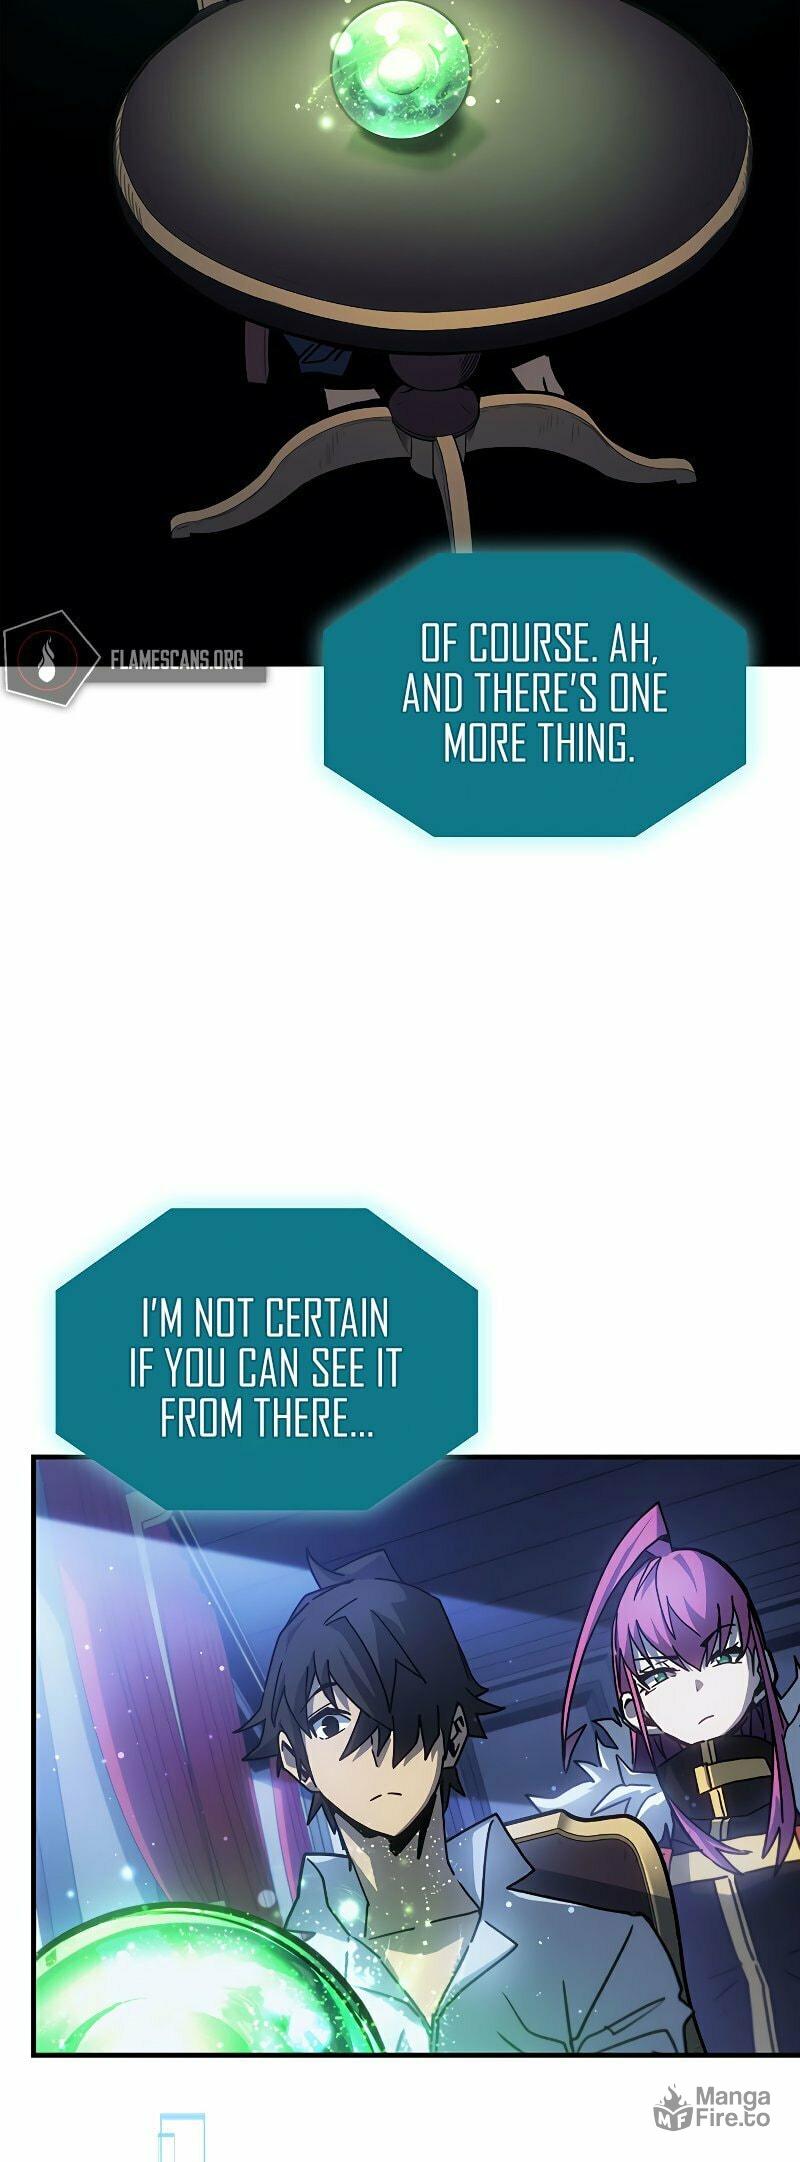 FLAMESCANS.ORG
OF COURSE. AH,
AND THERE'S ONE
MORE THING.
I'M NOT CERTAIN
IF YOU CAN SEE IT
FROM THERE...
Manga
MF Fire.to